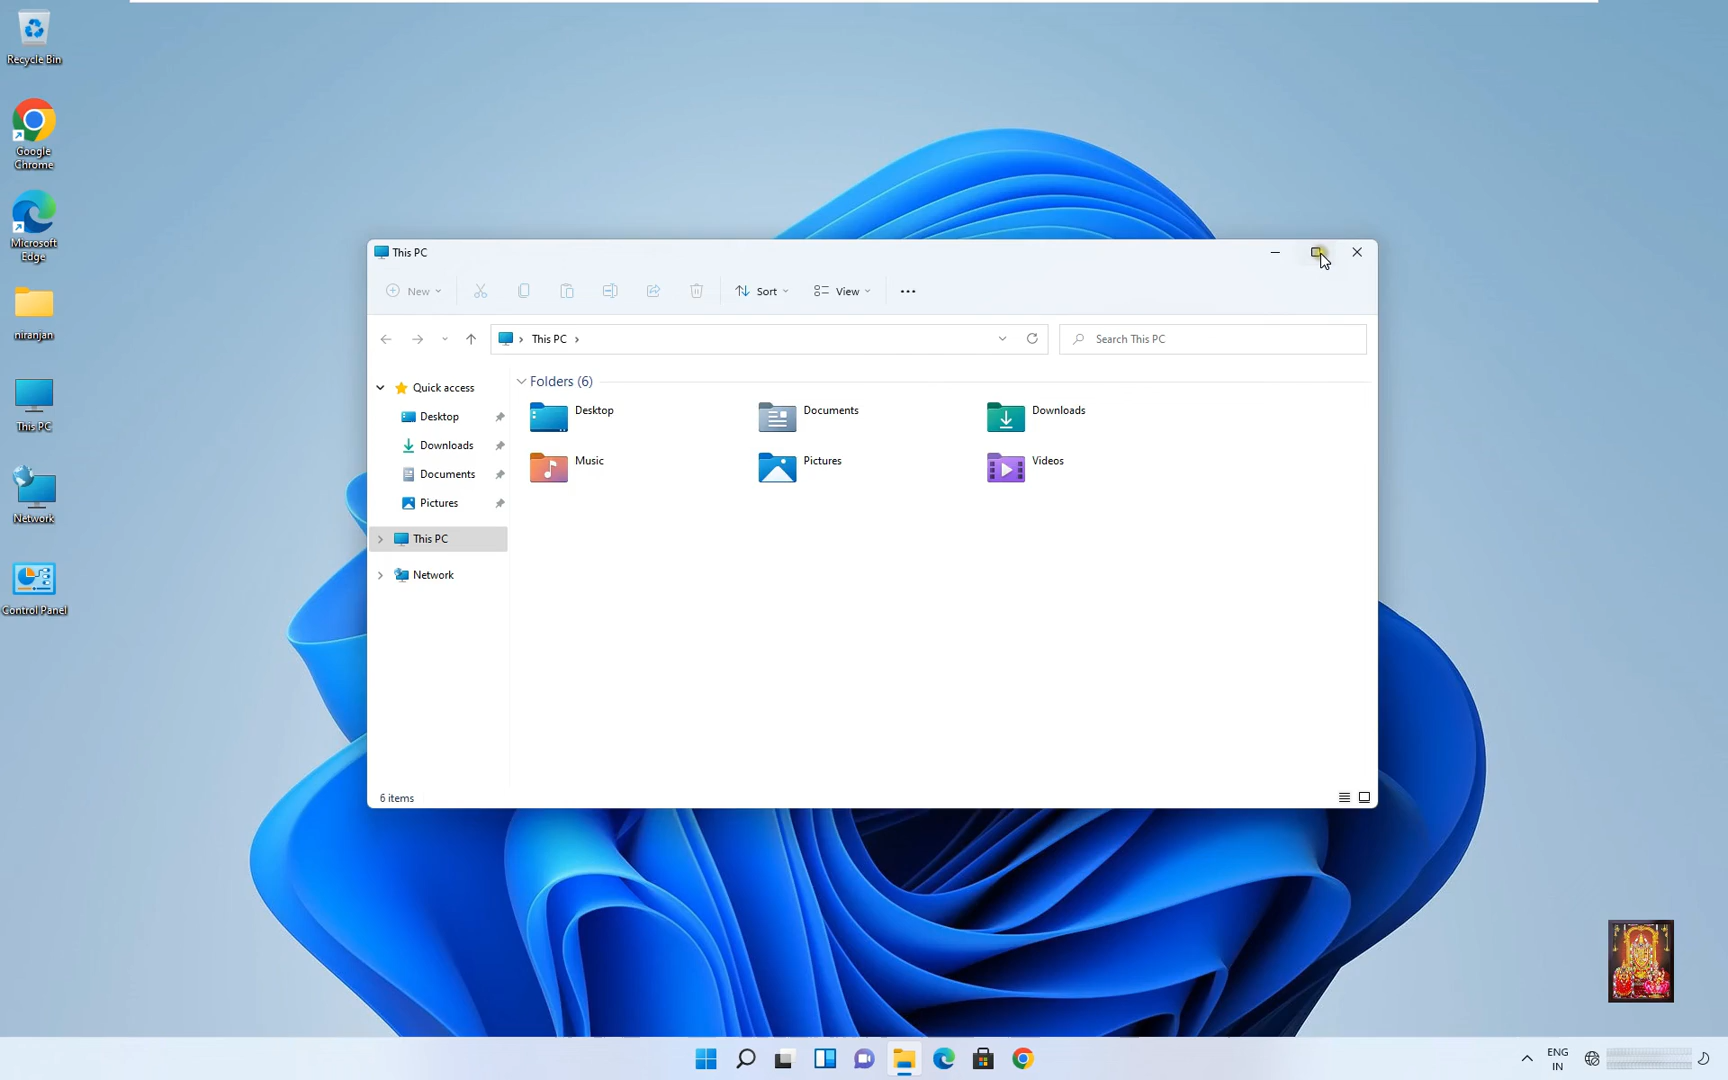 Recycle Bin
Google
Chrome
Microsoft
Edge
niranjan
This PC
Network
Control Panel
This PC
New
Sort
View
This PC
Search This PC
Quick access
Desktop
Downloads
Documents
Pictures
This PC
Network
Folders (6)
Desktop
Documents
Downloads
Music
Pictures
Videos
6 items
ENG
IN